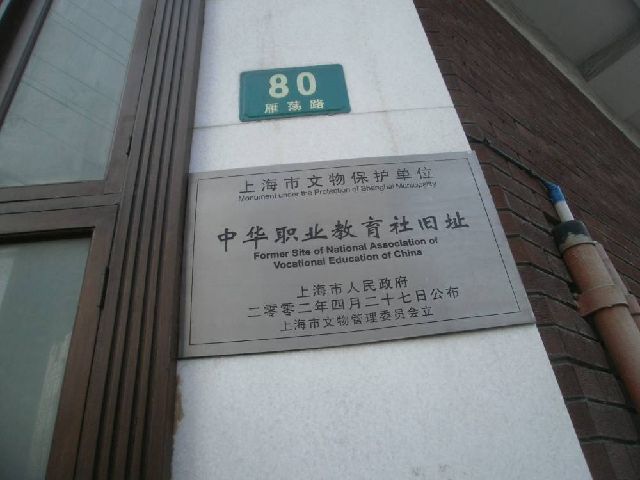 80
雁荡路
上海市文物保护单位
Monument under the Protection of Shanghai Municipality
中华职业教育社旧址
Former Site of National Association of
Vocational Education of China
上海市人民政府
二零零二年四月二十七日公布
上海市文物管理委员会立